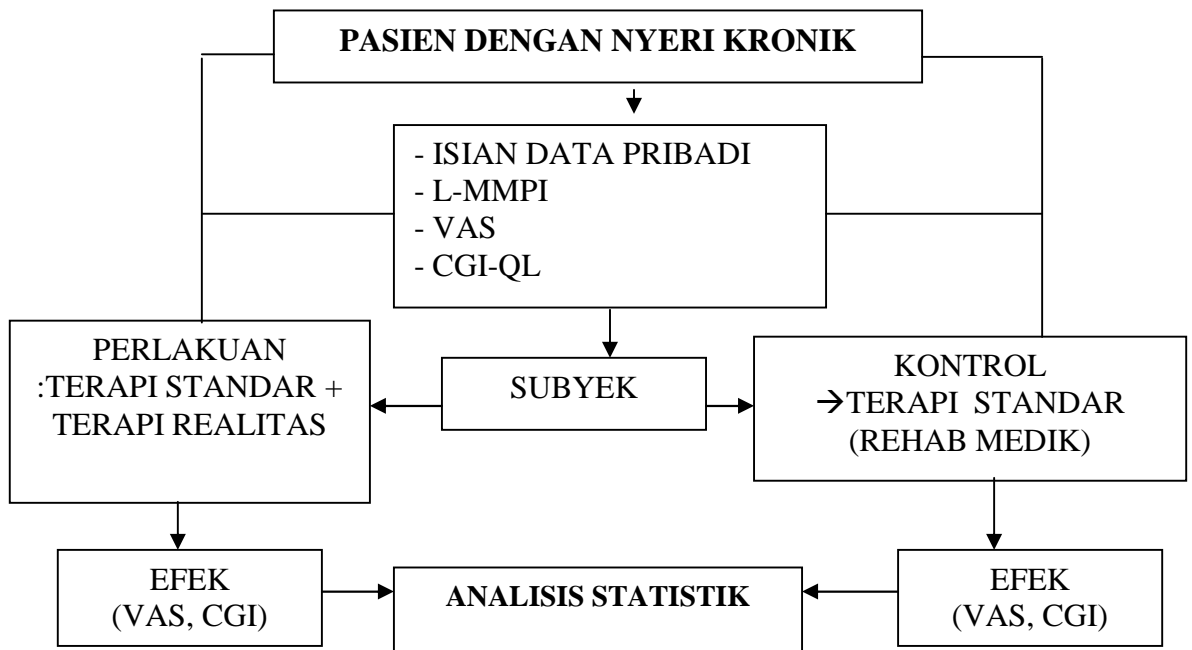 PASIEN DENGAN NYERI KRONIK
- ISIAN DATA PRIBADI
- L-MMPI
- VAS
- CGI-QL
PERLAKUAN
:TERAPI STANDAR +
TERAPI REALITAS
SUBYEK
KONTROL
→TERAPI STANDAR
(REHAB MEDIK)
EFEK
(VAS, CGI)
ANALISIS STATISTIK
EFEK
(VAS, CGI)